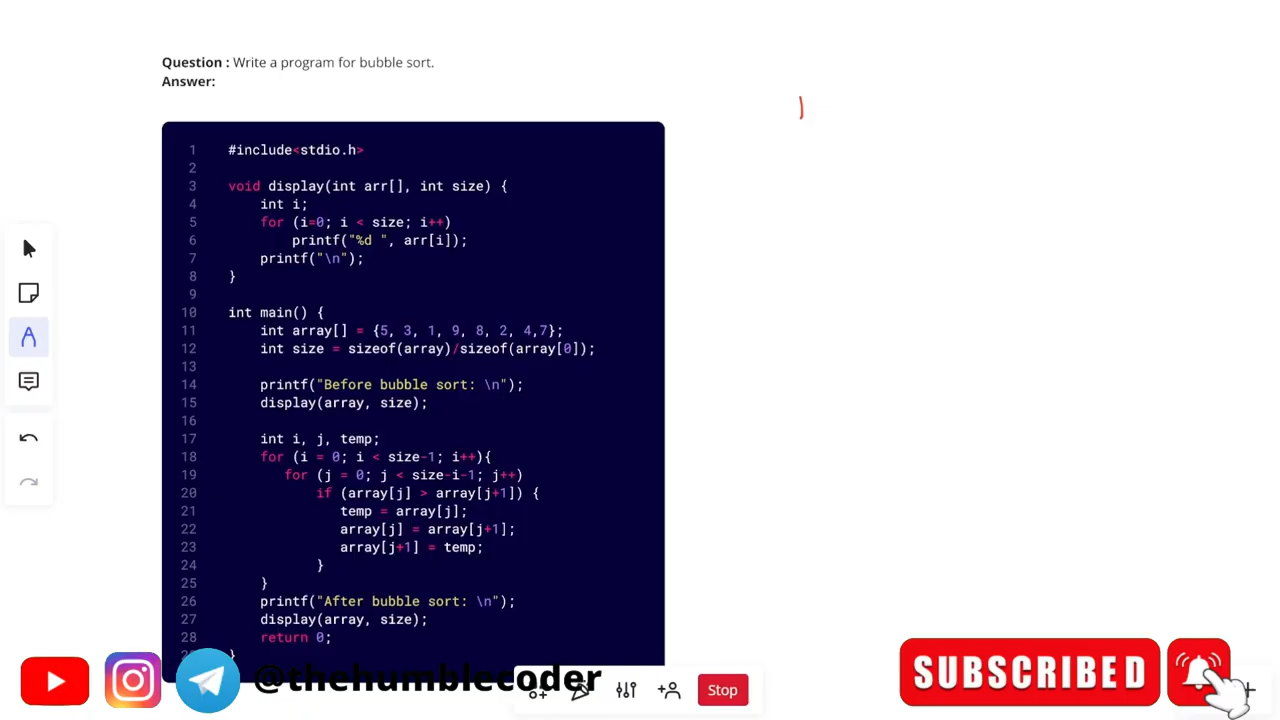 Question : Write a program for bubble sort.
Answer:
1 #include<stdio.h>
2
3 void display(int arr[], int size) {
4 int i;
5 for (i=0; i < size; i++)
6 printf("%d ", arr[i]);
7 printf("\n");
8 }
9
10 int main() {
11 int array[] = {5, 3, 1, 9, 8, 2, 4,7};
12 int size = sizeof(array)/sizeof(array[0]);
13
14 printf("Before bubble sort: \n");
15 display(array, size);
16
17 int i, j, temp;
18 for (i = 0; i < size-1; i++){
19 for (j = 0; j < size-i-1; j++)
20 if (array[j] > array[j+1]) {
21 temp = array[j];
22 array[j] = array[j+1];
23 array[j+1] = temp;
24 }
25 }
26 printf("After bubble sort: \n");
27 display(array, size);
28 return 0;
}
@thehumblecoder
Stop
SUBSCRIBED